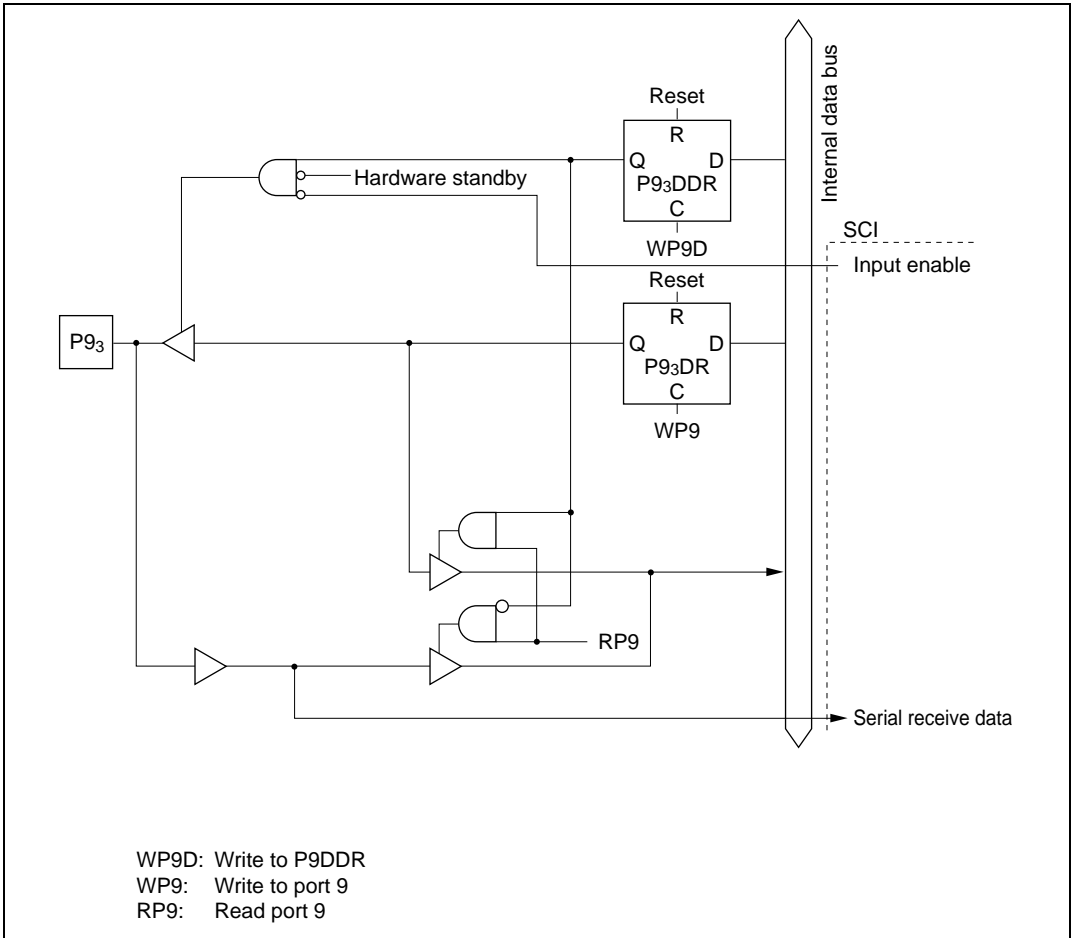 Reset
R
Q D
P9₃DDR
C
WP9D
Hardware standby
Internal data bus
SCI
Input enable
Reset
R
Q D
P9₃DR
C
WP9
P9₃
RP9
Serial receive data
WP9D: Write to P9DDR
WP9: Write to port 9
RP9: Read port 9